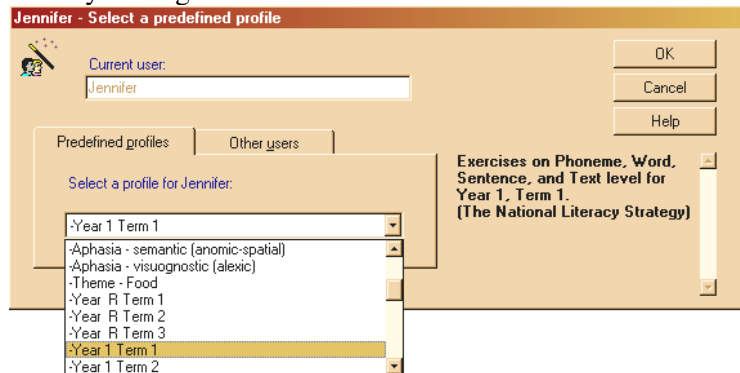 Jennifer - Select a predefined profile
Current user:
Jennifer
OK
Cancel
Help
Predefined profiles
Other users
Select a profile for Jennifer:
-Year 1 Term 1
-Aphasia - semantic (anomic-spatial)
-Aphasia - visuognostic (alexic)
-Theme - Food
-Year R Term 1
-Year R Term 2
-Year R Term 3
-Year 1 Term 1
-Year 1 Term 2
Exercises on Phoneme, Word,
Sentence, and Text level for
Year 1, Term 1.
(The National Literacy Strategy)